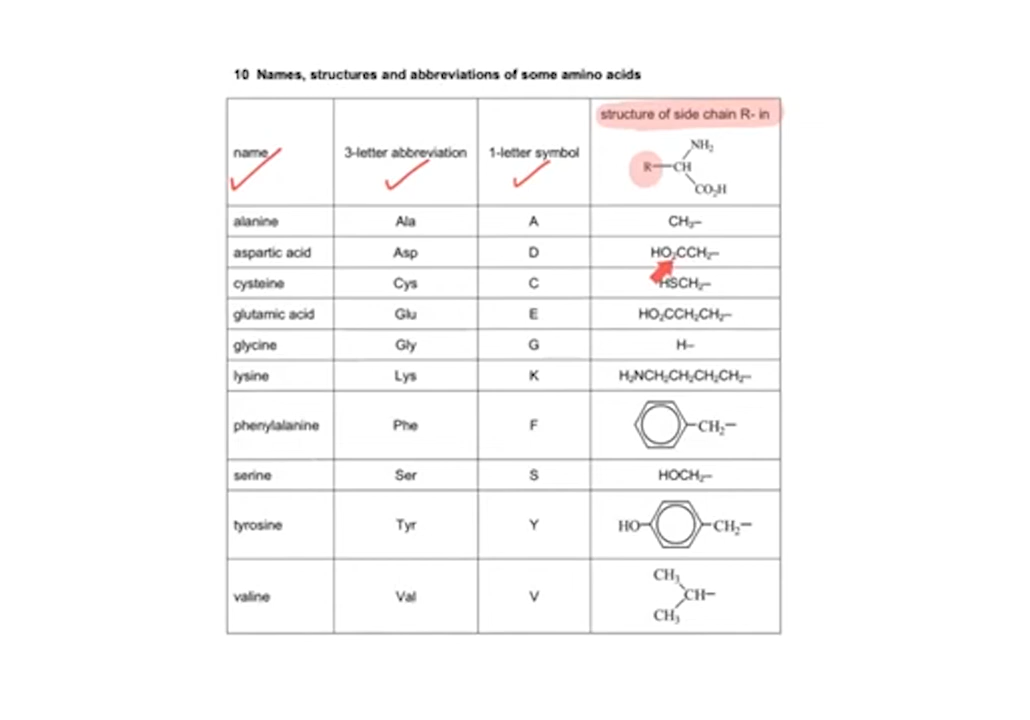 10 Names, structures and abbreviations of some amino acids
structure of side chain R- in
name 3-letter abbreviation 1-letter symbol
NH₂
R—CH
CO₂H
alanine Ala A CH₃–
aspartic acid Asp D HO₂CCH₂–
cysteine Cys C HSCH₂–
glutamic acid Glu E HO₂CCH₂CH₂–
glycine Gly G H–
lysine Lys K H₂NCH₂CH₂CH₂CH₂–
phenylalanine Phe F –CH₂–
serine Ser S HOCH₂–
tyrosine Tyr Y HO– –CH₂–
CH₃
valine Val V CH–
CH₃